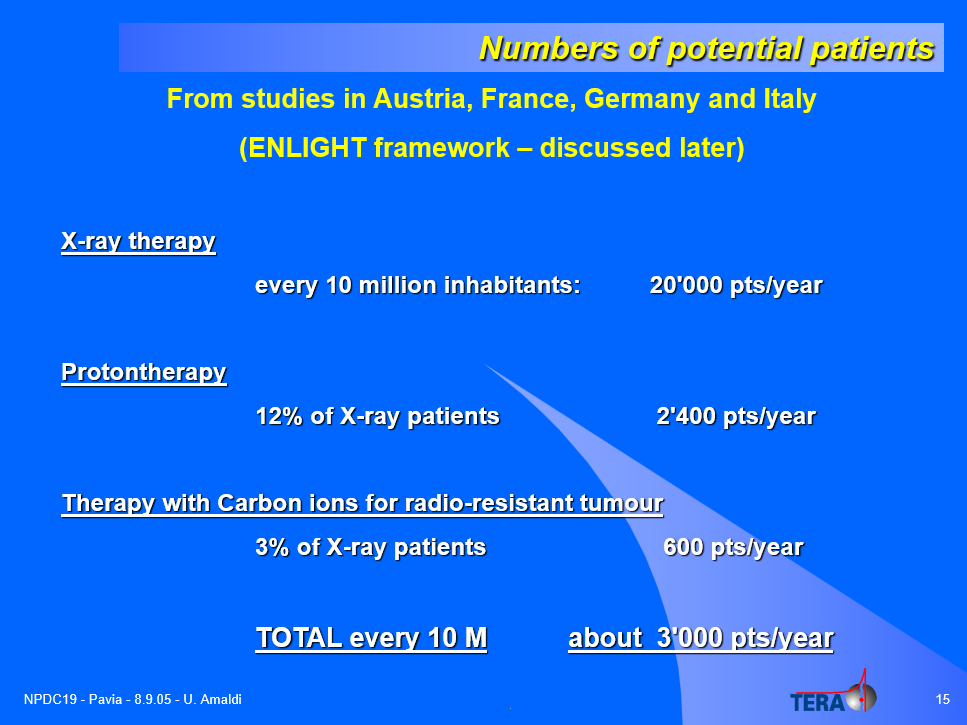 Numbers of potential patients
From studies in Austria, France, Germany and Italy
(ENLIGHT framework – discussed later)
X-ray therapy
every 10 million inhabitants: 20'000 pts/year
Protontherapy
12% of X-ray patients 2'400 pts/year
Therapy with Carbon ions for radio-resistant tumour
3% of X-ray patients 600 pts/year
TOTAL every 10 M about 3'000 pts/year
NPDC19 - Pavia - 8.9.05 - U. Amaldi
TERA
15